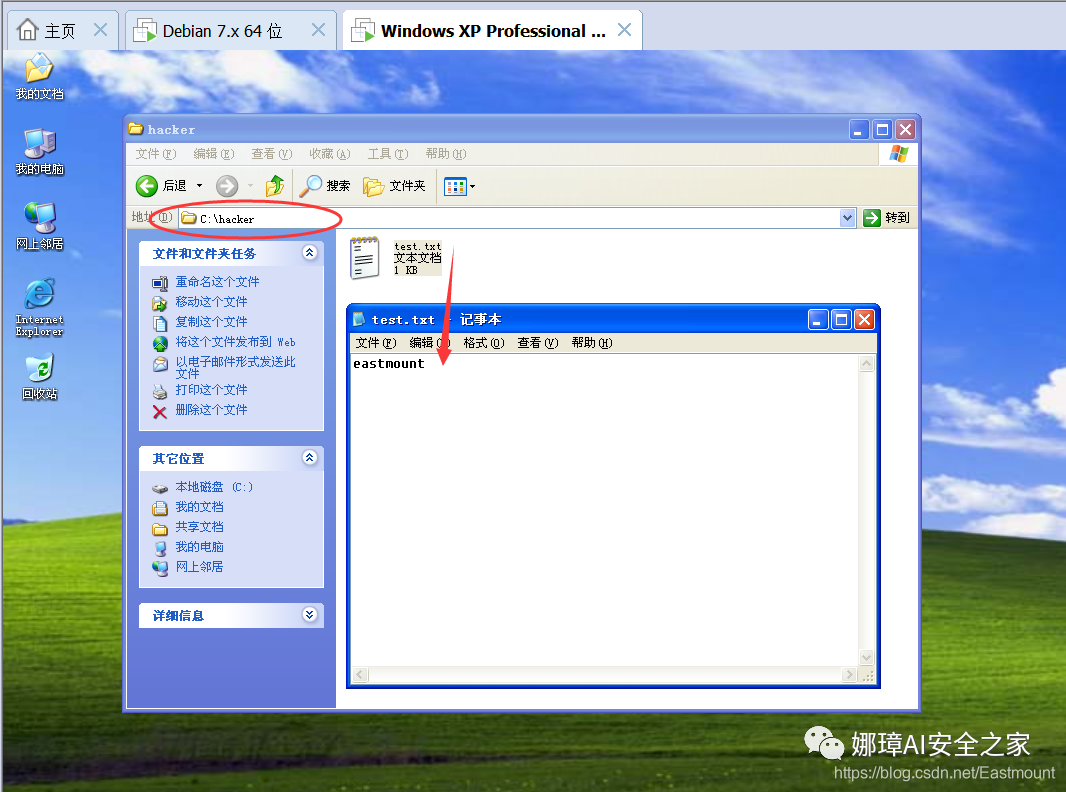 主页
Debian 7.x 64 位
Windows XP Professional ...
我的文档
我的电脑
网上邻居
Internet
Explorer
回收站
hacker
文件(F) 编辑(E) 查看(V) 收藏(A) 工具(T) 帮助(H)
后退 搜索 文件夹
地址(D) C:\hacker 转到
文件和文件夹任务
重命名这个文件
移动这个文件
复制这个文件
将这个文件发布到 Web
以电子邮件形式发送此
文件
打印这个文件
删除这个文件
其它位置
本地磁盘 (C:)
我的文档
共享文档
我的电脑
网上邻居
详细信息
test.txt
文本文档
1 KB
test.txt - 记事本
文件(F) 编辑 格式(O) 查看(V) 帮助(H)
eastmount
娜璋AI安全之家
https://blog.csdn.net/Eastmount